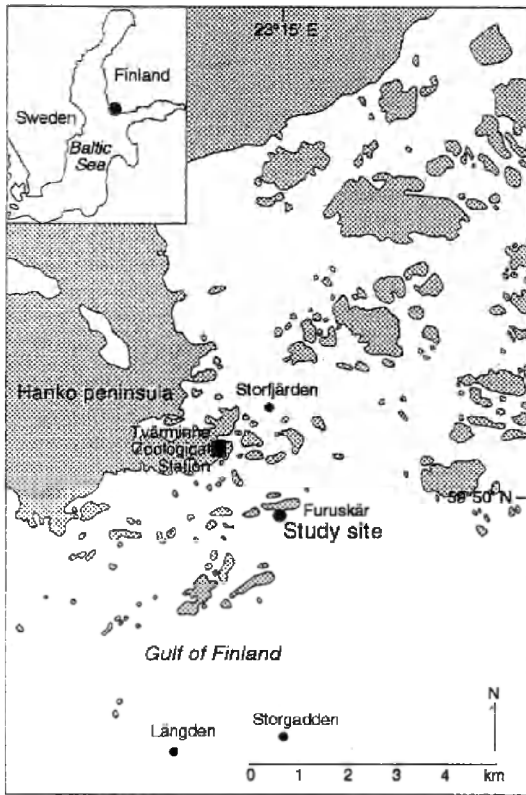 23°15' E
Finland
Sweden
Baltic
Sea
Hanko peninsula
Storfjärden
Tvärminne
Zoological
Station
59°50' N
Furuskär
Study site
Gulf of Finland
N
Längden
Storgadden
0 1 2 3 4 km